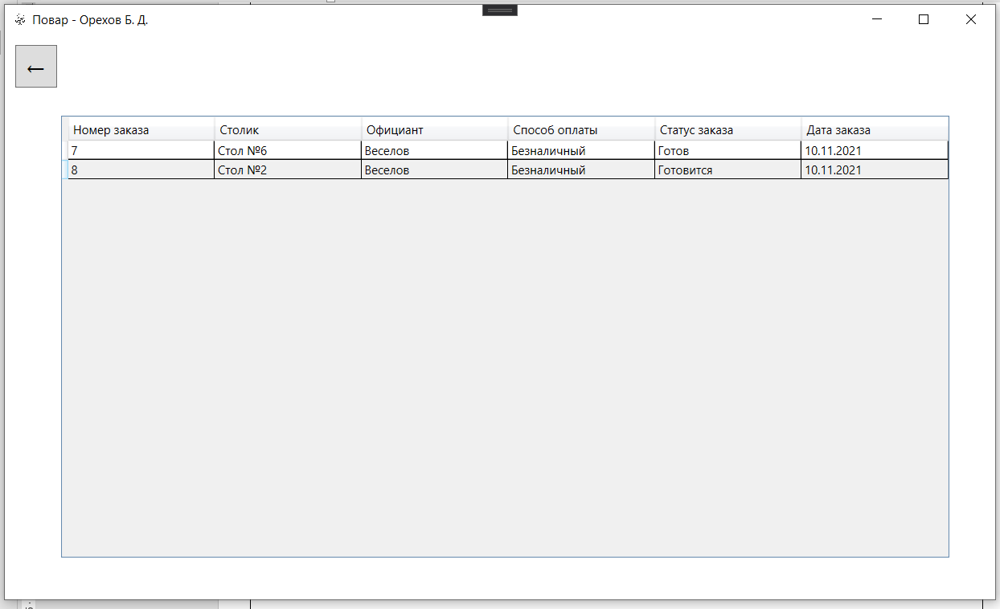 Повар - Орехов Б. Д.
←
Номер заказа Столик Официант Способ оплаты Статус заказа Дата заказа
7 Стол №6 Веселов Безналичный Готов 10.11.2021
8 Стол №2 Веселов Безналичный Готовится 10.11.2021